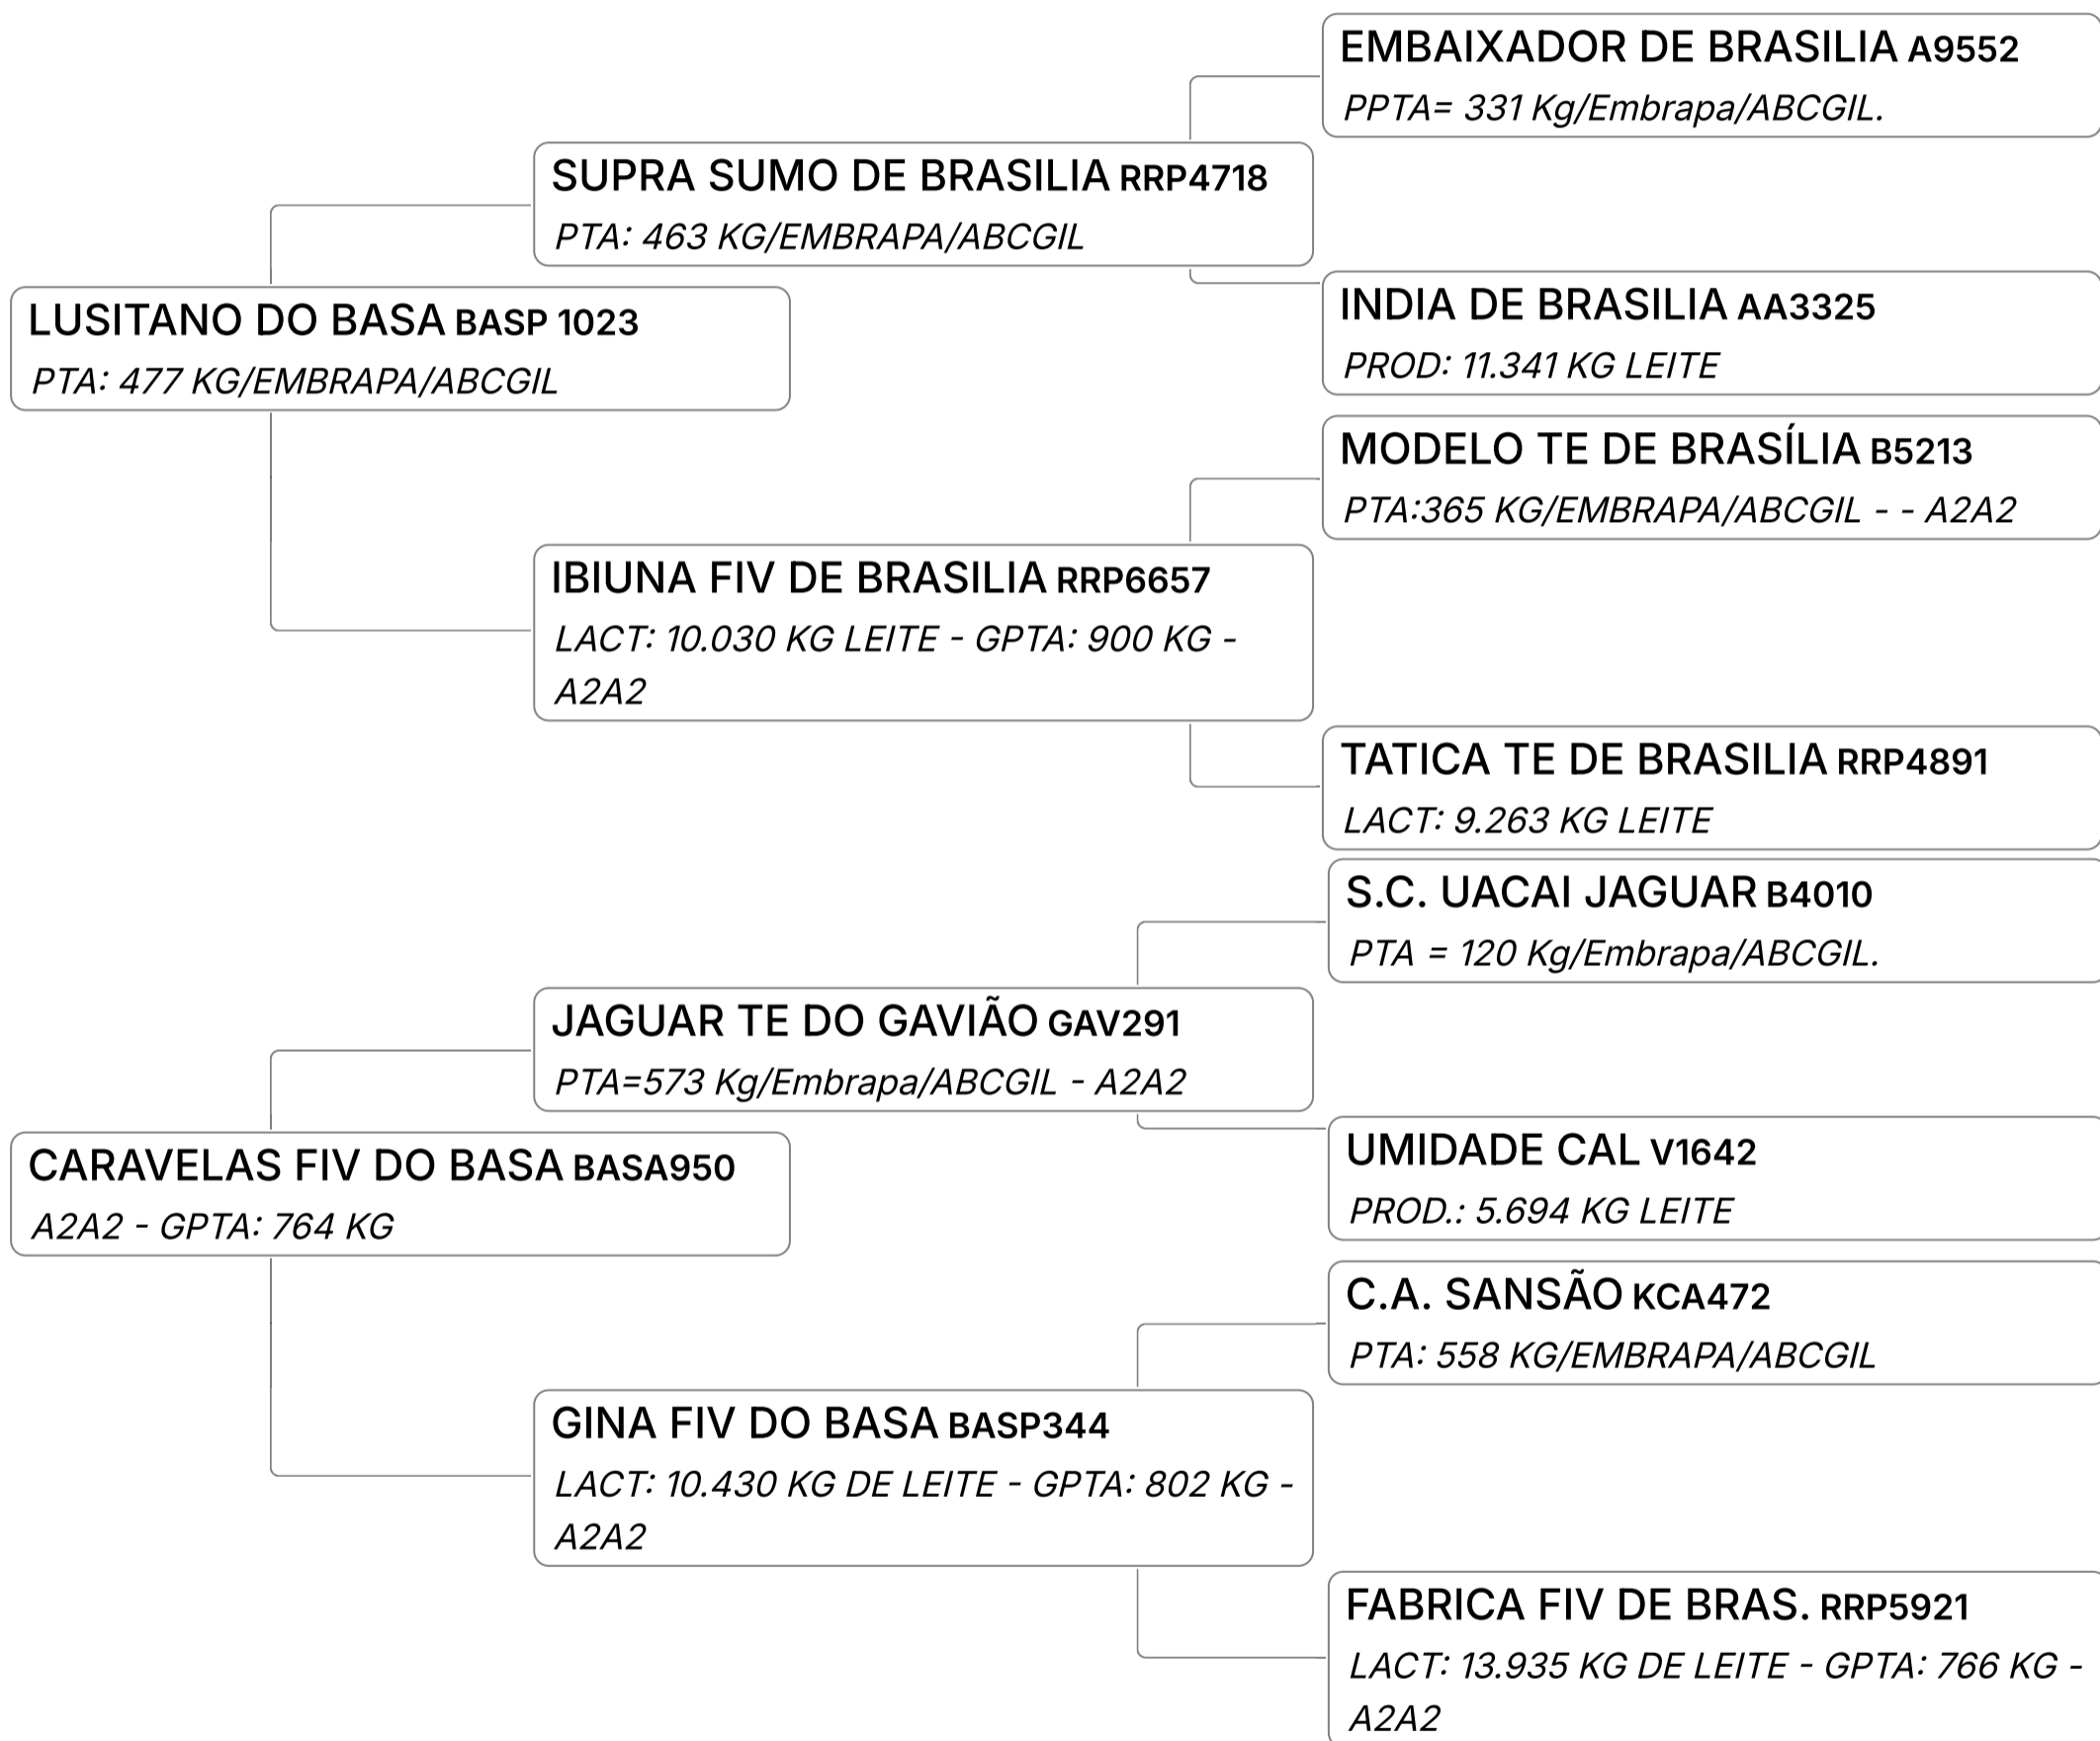 EMBAIXADOR DE BRASILIA A9552
PPTA= 331 Kg/Embrapa/ABCGIL.
SUPRA SUMO DE BRASILIA RRP4718
PTA: 463 KG/EMBRAPA/ABCGIL
INDIA DE BRASILIA AA3325
PROD: 11.341 KG LEITE
LUSITANO DO BASA BASP 1023
PTA: 477 KG/EMBRAPA/ABCGIL
MODELO TE DE BRASÍLIA B5213
PTA:365 KG/EMBRAPA/ABCGIL - - A2A2
IBIUNA FIV DE BRASILIA RRP6657
LACT: 10.030 KG LEITE - GPTA: 900 KG -
A2A2
TATICA TE DE BRASILIA RRP4891
LACT: 9.263 KG LEITE
S.C. UACAI JAGUAR B4010
PTA = 120 Kg/Embrapa/ABCGIL.
JAGUAR TE DO GAVIÃO GAV291
PTA=573 Kg/Embrapa/ABCGIL - A2A2
UMIDADE CAL V1642
PROD.: 5.694 KG LEITE
CARAVELAS FIV DO BASA BASA950
A2A2 - GPTA: 764 KG
C.A. SANSÃO KCA472
PTA: 558 KG/EMBRAPA/ABCGIL
GINA FIV DO BASA BASP344
LACT: 10.430 KG DE LEITE - GPTA: 802 KG -
A2A2
FABRICA FIV DE BRAS. RRP5921
LACT: 13.935 KG DE LEITE - GPTA: 766 KG -
A2A2